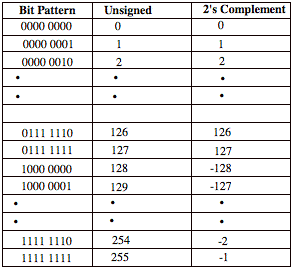 Bit Pattern Unsigned 2's Complement
0000 0000 0 0
0000 0001 1 1
0000 0010 2 2
• • •
• • •
0111 1110 126 126
0111 1111 127 127
1000 0000 128 -128
1000 0001 129 -127
• • •
• • •
1111 1110 254 -2
1111 1111 255 -1